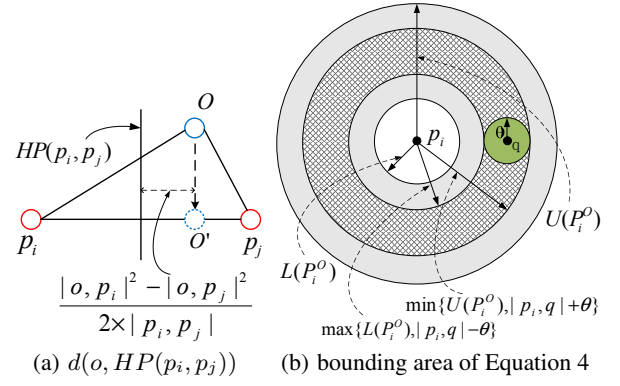 O
HP(p_i, p_j)
p_i
O'
p_j
| o, p_i |² − | o, p_j |²
2× | p_i, p_j |
(a) d(o, HP(p_i, p_j))
p_i
θ
q
U(P_i^O)
L(P_i^O)
min{U(P_i^O),| p_i, q |+θ}
max{L(P_i^O),| p_i, q |−θ}
(b) bounding area of Equation 4